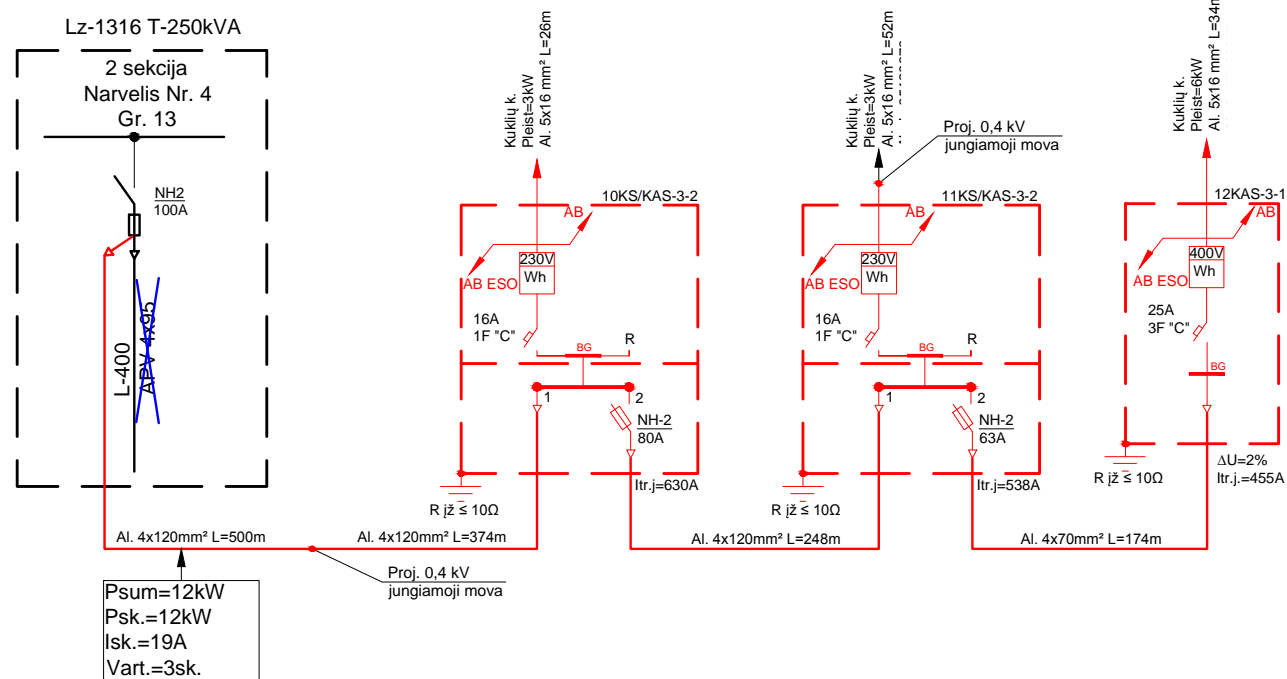 Lz-1316 T-250kVA
2 sekcija
Narvelis Nr. 4
Gr. 13
NH2
100A
L-400
APV 4x95
Al. 4x120mm² L=500m
Psum=12kW
Psk.=12kW
Isk.=19A
Vart.=3sk.
Proj. 0,4 kV
jungiamoji mova
Al. 4x120mm² L=374m
Kuklių k.
Pleist=3kW
Al. 5x16 mm² L=26m
10KS/KAS-3-2
AB
AB ESO
230V
Wh
16A
1F "C"
BG
R
1
2
NH-2
80A
Itr.j=630A
R įž ≤ 10Ω
Al. 4x120mm² L=248m
Kuklių k.
Pleist=3kW
Al. 5x16 mm² L=52m
Proj. 0,4 kV
jungiamoji mova
11KS/KAS-3-2
AB
AB ESO
230V
Wh
16A
1F "C"
BG
R
1
2
NH-2
63A
Itr.j.=538A
R įž ≤ 10Ω
Al. 4x70mm² L=174m
Kuklių k.
Pleist=6kW
Al. 5x16 mm² L=34m
12KAS-3-1
AB
AB ESO
400V
Wh
25A
3F "C"
BG
R įž ≤ 10Ω
ΔU=2%
Itr.j.=455A